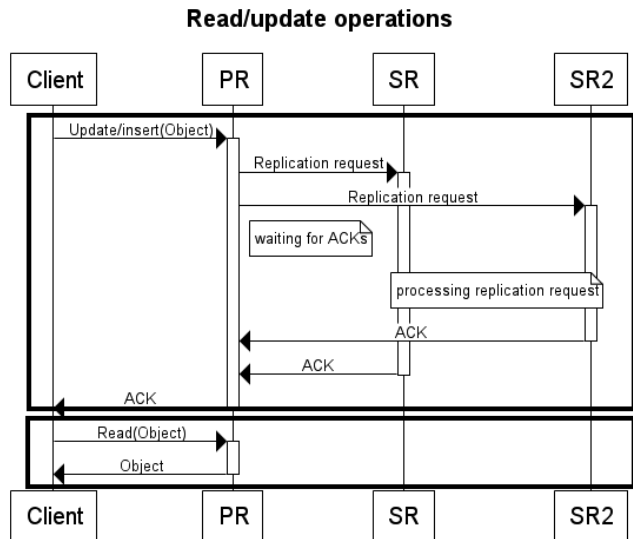 Read/update operations
Client PR SR SR2
Update/insert(Object)
Replication request
Replication request
waiting for ACKs
processing replication request
ACK
ACK
ACK
Read(Object)
Object
Client PR SR SR2